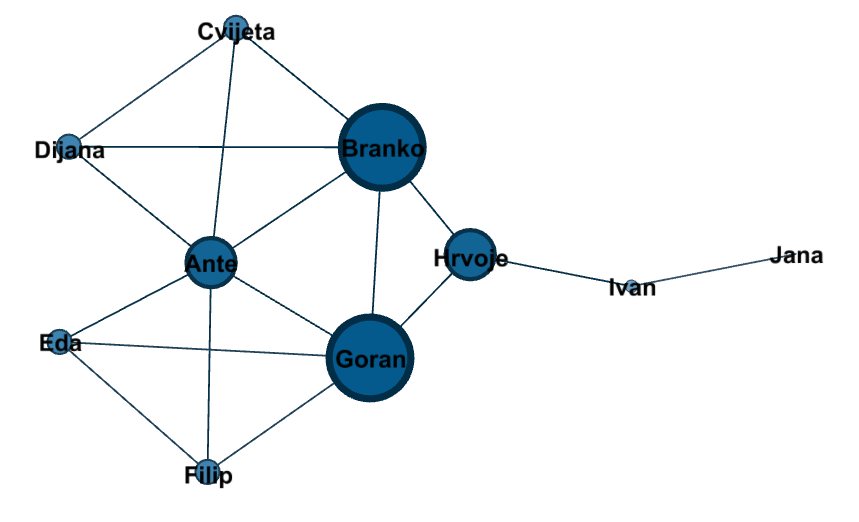 Cvijeta
Dijana
Branko
Ante
Hrvoje
Jana
Ivan
Eda
Goran
Filip